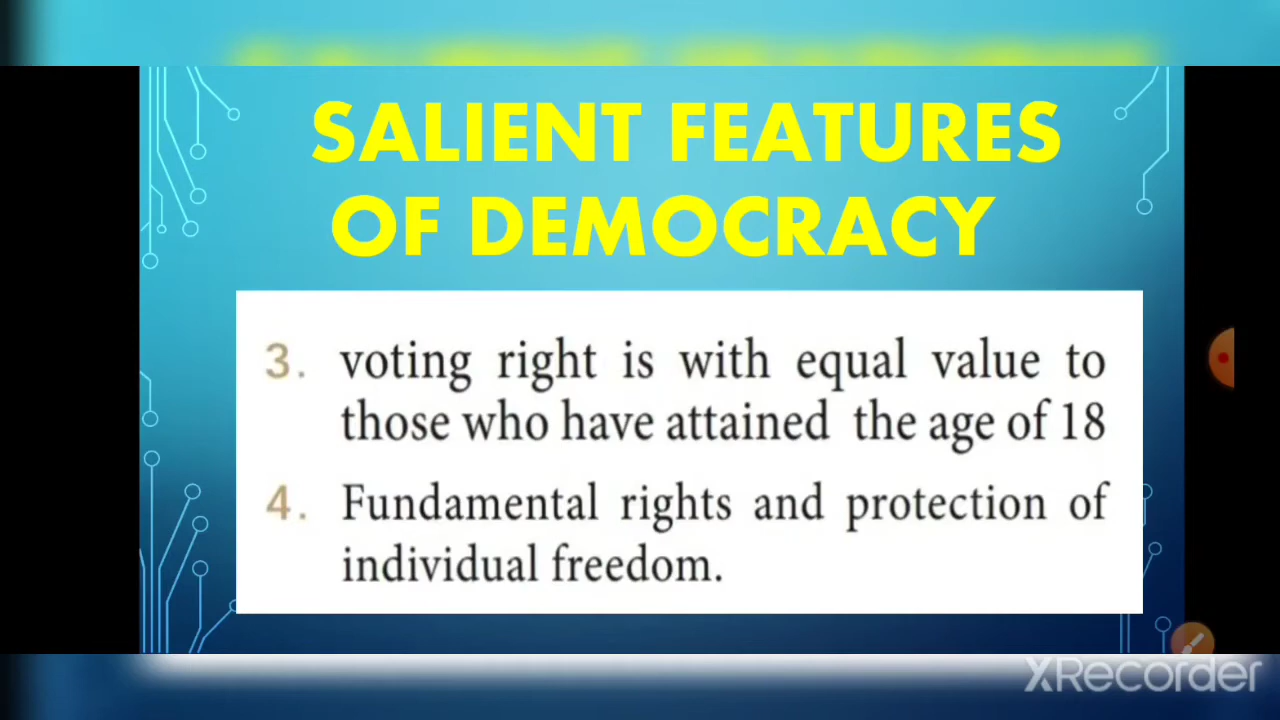 SALIENT FEATURES
OF DEMOCRACY
3. voting right is with equal value to
those who have attained the age of 18
4. Fundamental rights and protection of
individual freedom.
XRecorder